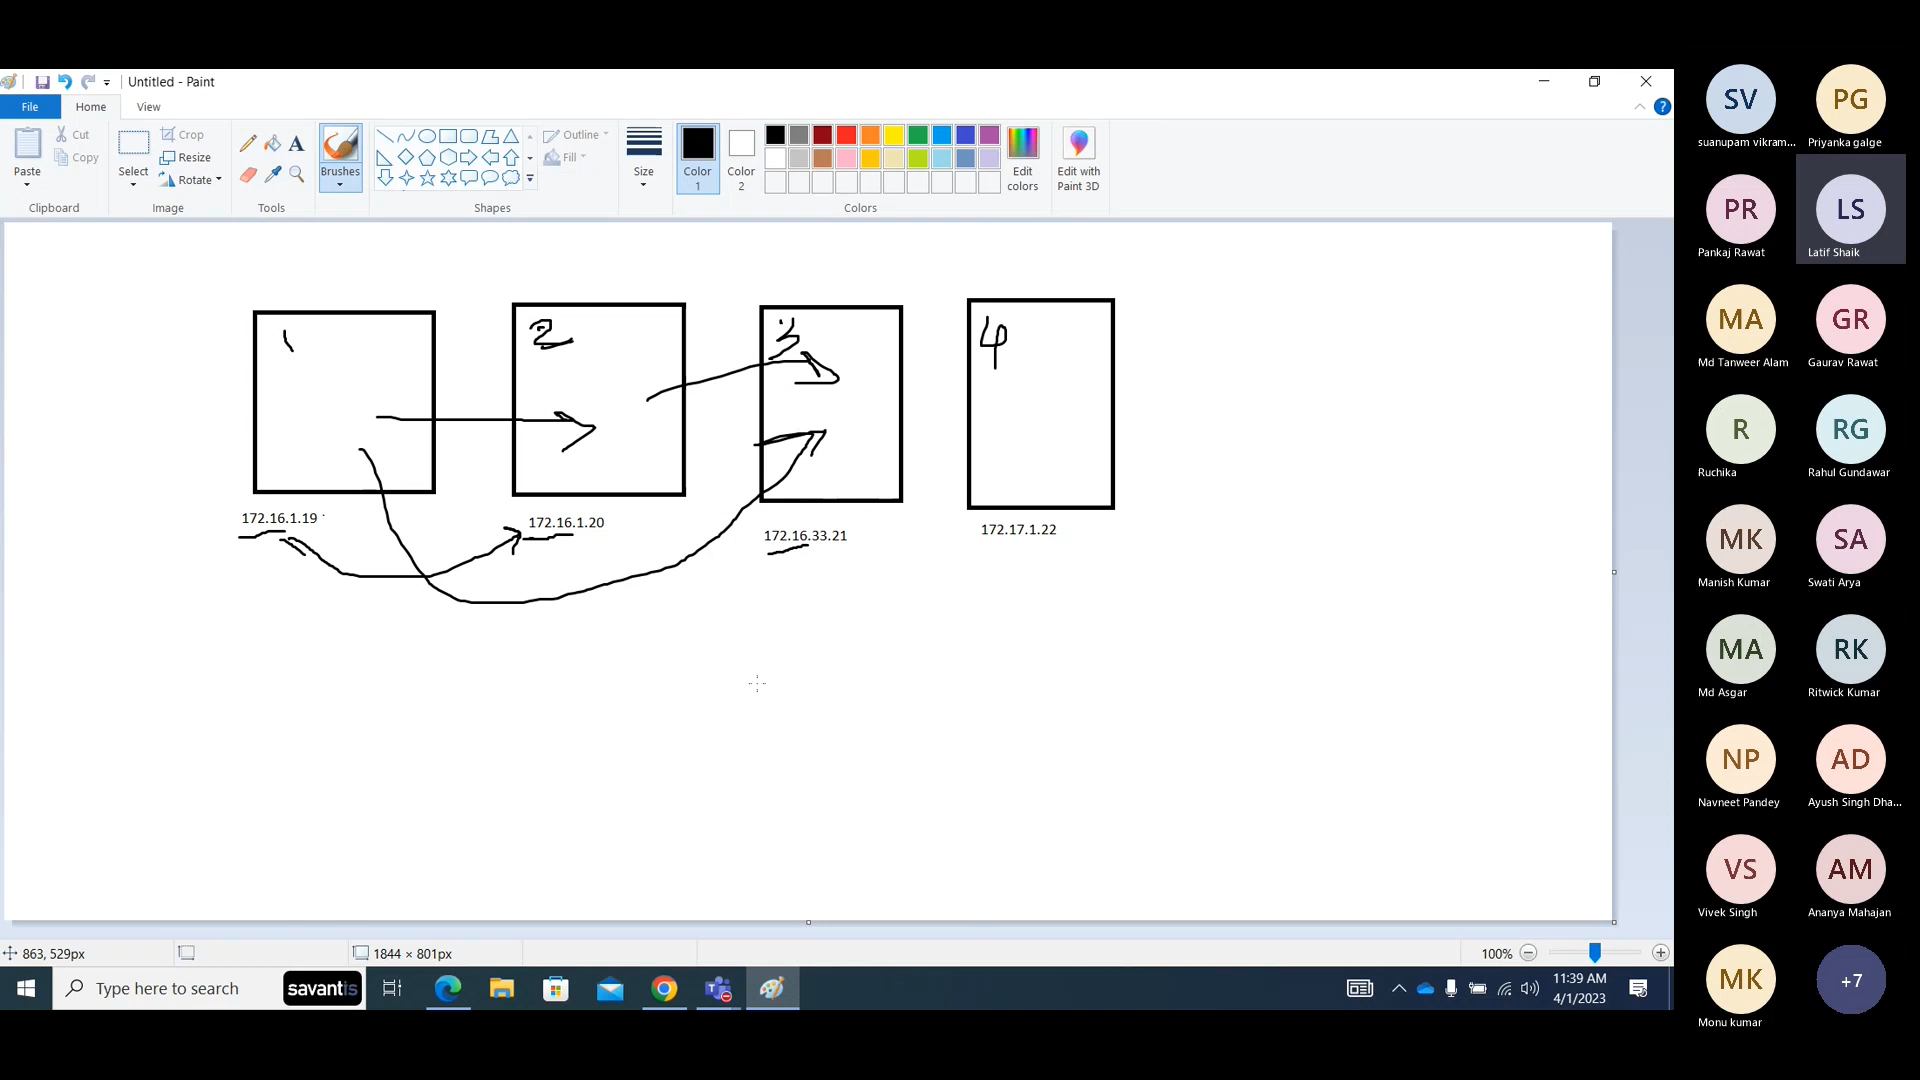 Untitled - Paint
File Home View
Paste
Cut
Copy
Clipboard
Select
Crop
Resize
Rotate
Image
Tools
Brushes
Shapes
Outline
Fill
Size
Color 1
Color 2
Edit colors
Colors
Edit with Paint 3D
1 2 3 4
172.16.1.19
172.16.1.20
172.16.33.21
172.17.1.22
863, 529px
1844 × 801px
100%
Type here to search
savantis
11:39 AM
4/1/2023
SV PG
suanupam vikram... Priyanka galge
PR LS
Pankaj Rawat Latif Shaik
MA GR
Md Tanweer Alam Gaurav Rawat
R RG
Ruchika Rahul Gundawar
MK SA
Manish Kumar Swati Arya
MA RK
Md Asgar Ritwick Kumar
NP AD
Navneet Pandey Ayush Singh Dha...
VS AM
Vivek Singh Ananya Mahajan
MK +7
Monu kumar